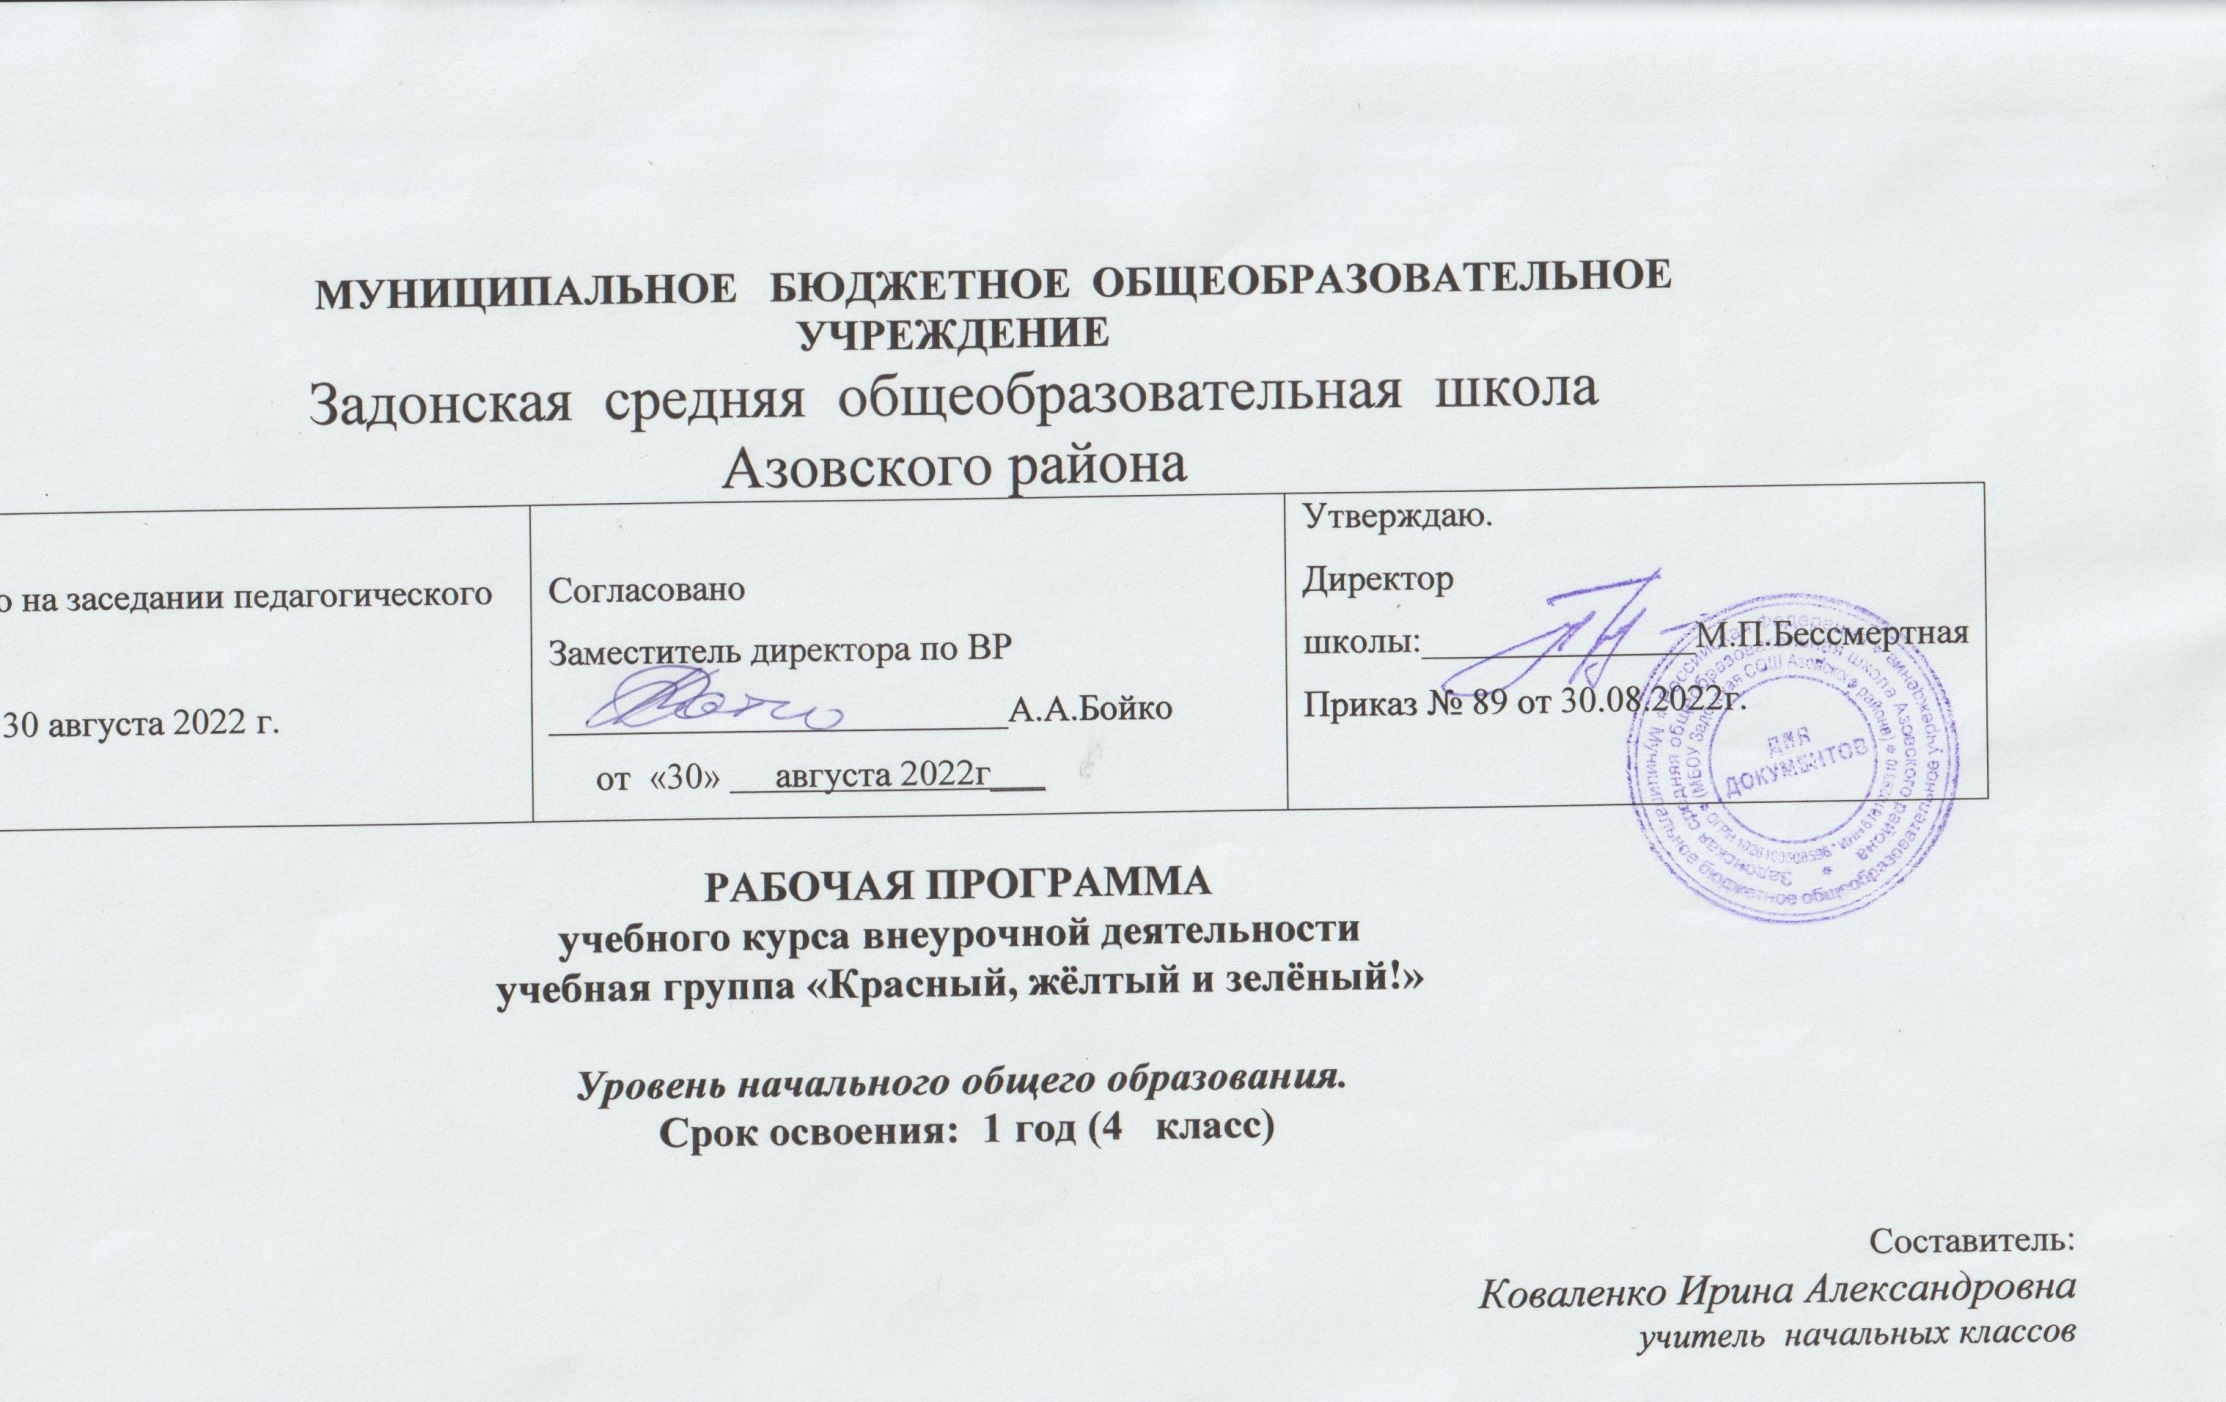 МУНИЦИПАЛЬНОЕ БЮДЖЕТНОЕ ОБЩЕОБРАЗОВАТЕЛЬНОЕ
УЧРЕЖДЕНИЕ
Задонская средняя общеобразовательная школа
Азовского района
о на заседании педагогического
30 августа 2022 г.
Согласовано
Заместитель директора по ВР
А.А.Бойко
от «30» августа 2022г
Утверждаю.
Директор
школы: М.П.Бессмертная
Приказ № 89 от 30.08.2022г.
ДЛЯ
ДОКУМЕНТОВ
РАБОЧАЯ ПРОГРАММА
учебного курса внеурочной деятельности
учебная группа «Красный, жёлтый и зелёный!»
Уровень начального общего образования.
Срок освоения: 1 год (4 класс)
Составитель:
Коваленко Ирина Александровна
учитель начальных классов